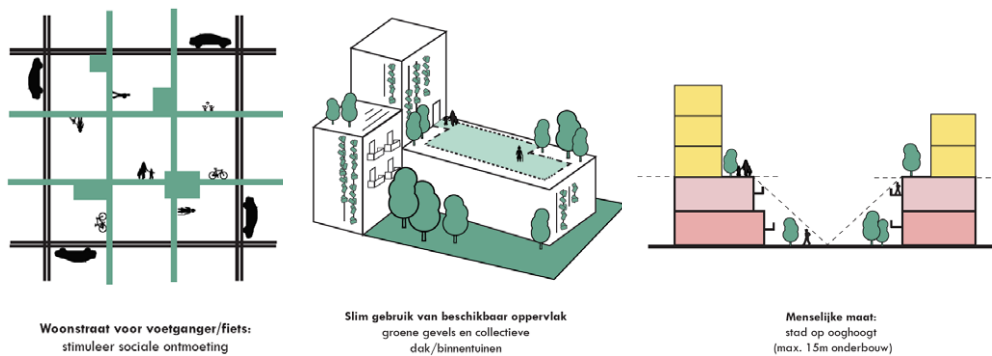 Woonstraat voor voetganger/fiets:
stimuleer sociale ontmoeting
Slim gebruik van beschikbaar oppervlak
groene gevels en collectieve
dak/binnentuinen
Menselijke maat:
stad op ooghoogt
(max. 15m onderbouw)